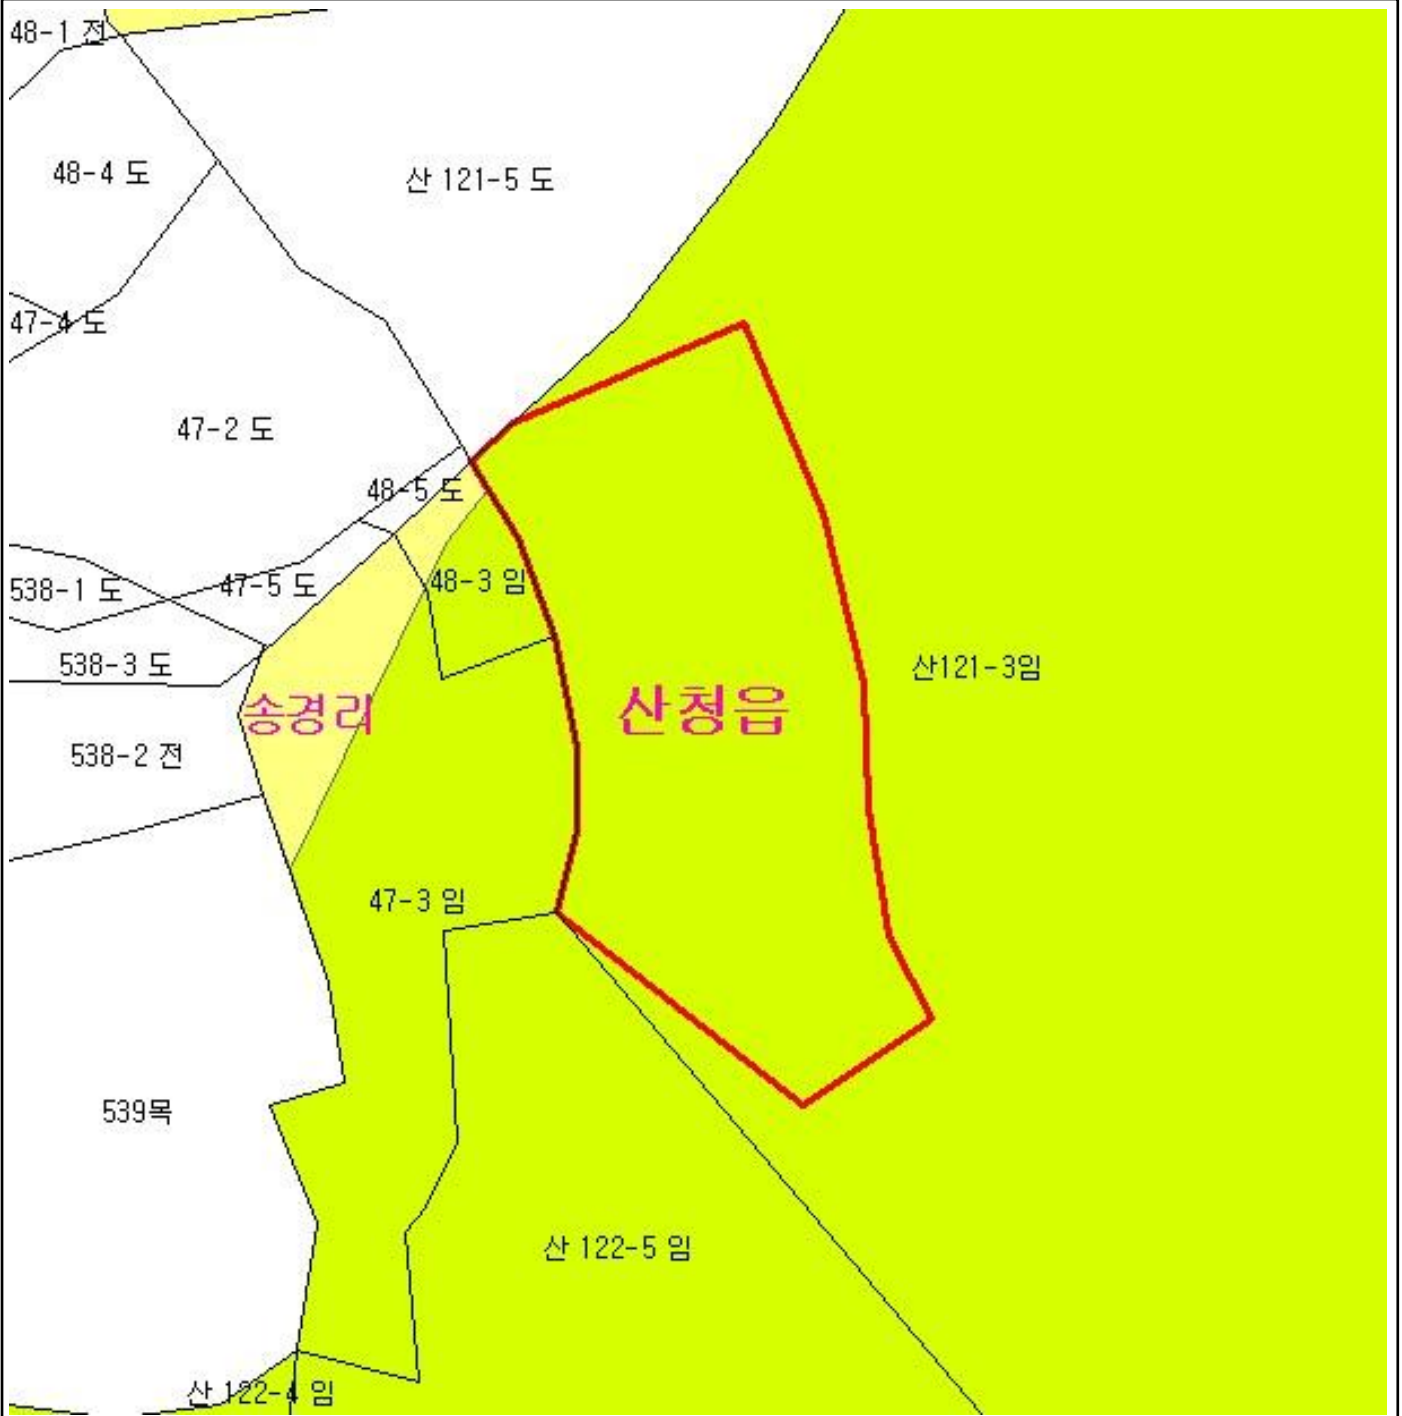 48-1 전
48-4 도
산 121-5 도
47-4 도
47-2 도
48-5 도
48-3 임
47-5 도
538-1 도
538-3 도
산121-3임
송경리
산청읍
538-2 전
47-3 임
539목
산 122-5 임
산 122-4 임